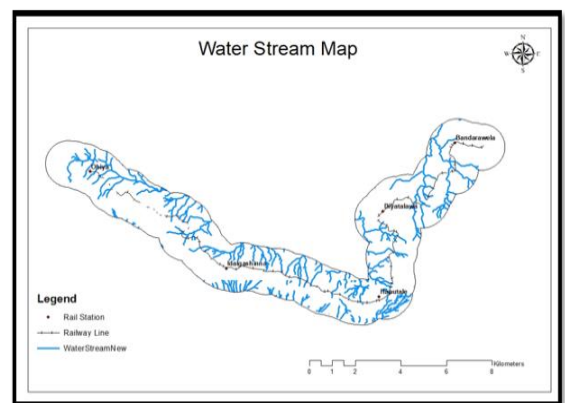 Water Stream Map
N
W
E
S
Bandarawela
Ohiya
Diyatalawa
Haputale
Legend
Rail Station
Railway Line
WaterStreamNew
Kilometers
0 1 2 4 6 8